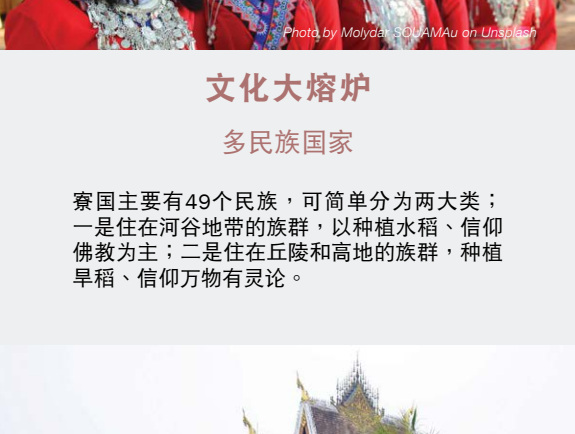 Photo by Molydar SOUAMAu on Unsplash
文化大熔炉
多民族国家
寮国主要有49个民族，可简单分为两大类；
一是住在河谷地带的族群，以种植水稻、信仰
佛教为主；二是住在丘陵和高地的族群，种植
旱稻、信仰万物有灵论。